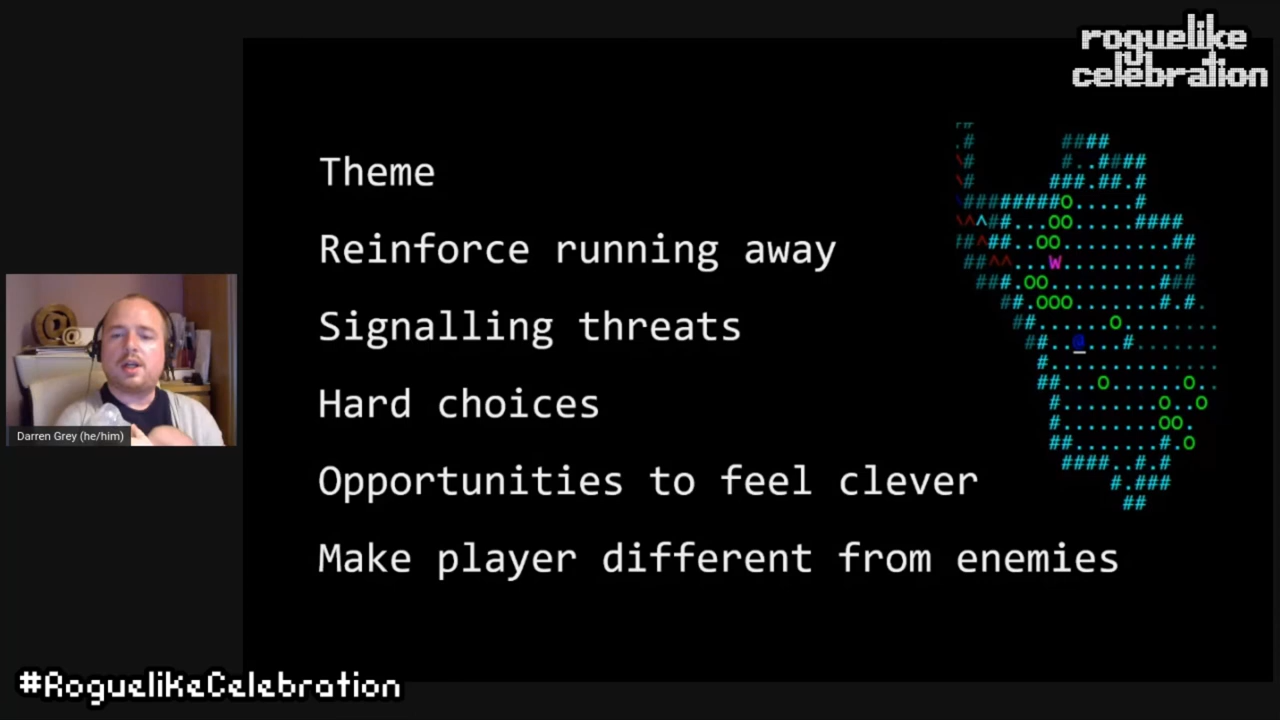 roguelike
celebration
Theme
Reinforce running away
Signalling threats
Hard choices
Opportunities to feel clever
Make player different from enemies
Darren Grey (he/him)
#RoguelikeCelebration